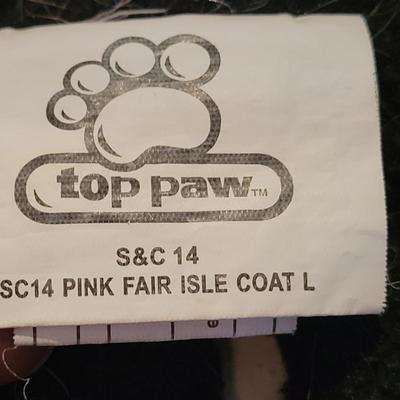 top paw™
S&C 14
SC14 PINK FAIR ISLE COAT L